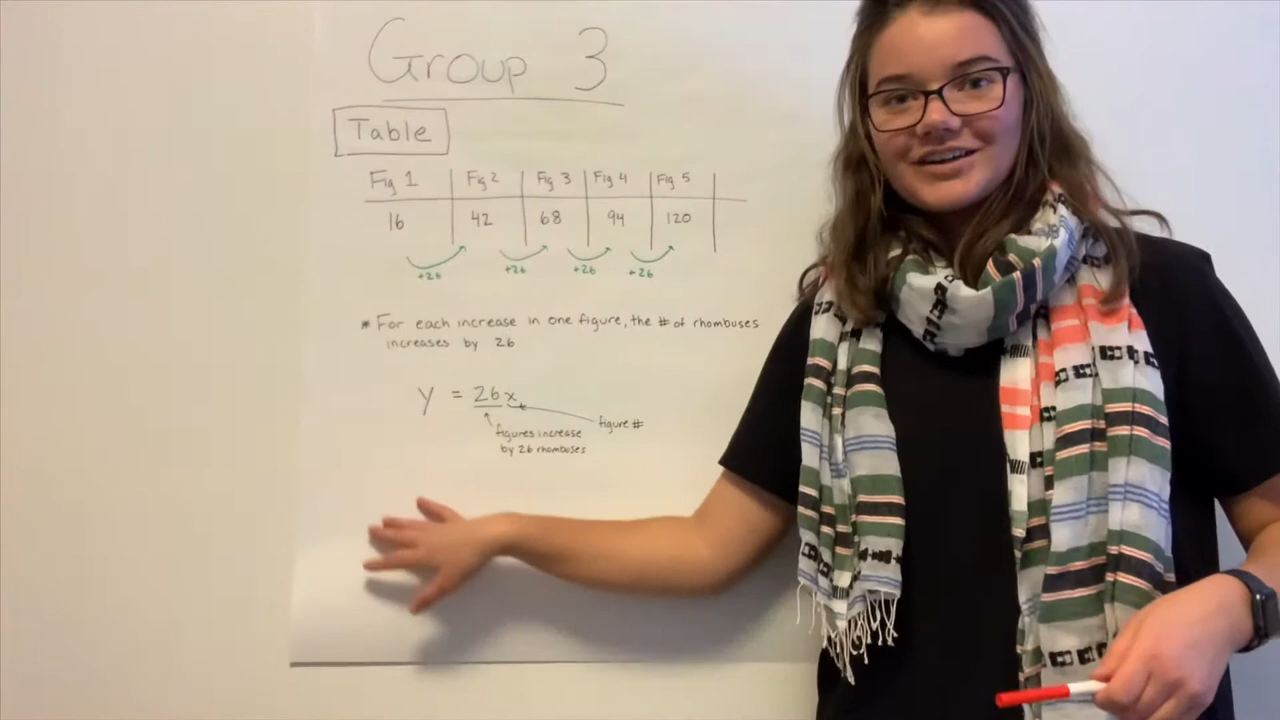 Group 3
Table
Fig 1 Fig 2 Fig 3 Fig 4 Fig 5
16 42 68 94 120
+26 +26 +26 +26
* For each increase in one figure, the # of rhombuses
increases by 26
y = 26x
figure #
figures increase
by 26 rhombuses